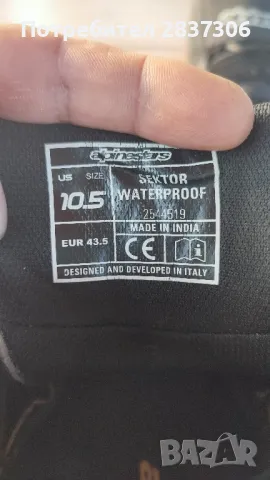 Потребител 2837306
alpinestars
US SIZE
10.5
EUR 43.5
SEKTOR
WATERPROOF
2544519
MADE IN INDIA
CE i
DESIGNED AND DEVELOPED IN ITALY
BAZAR